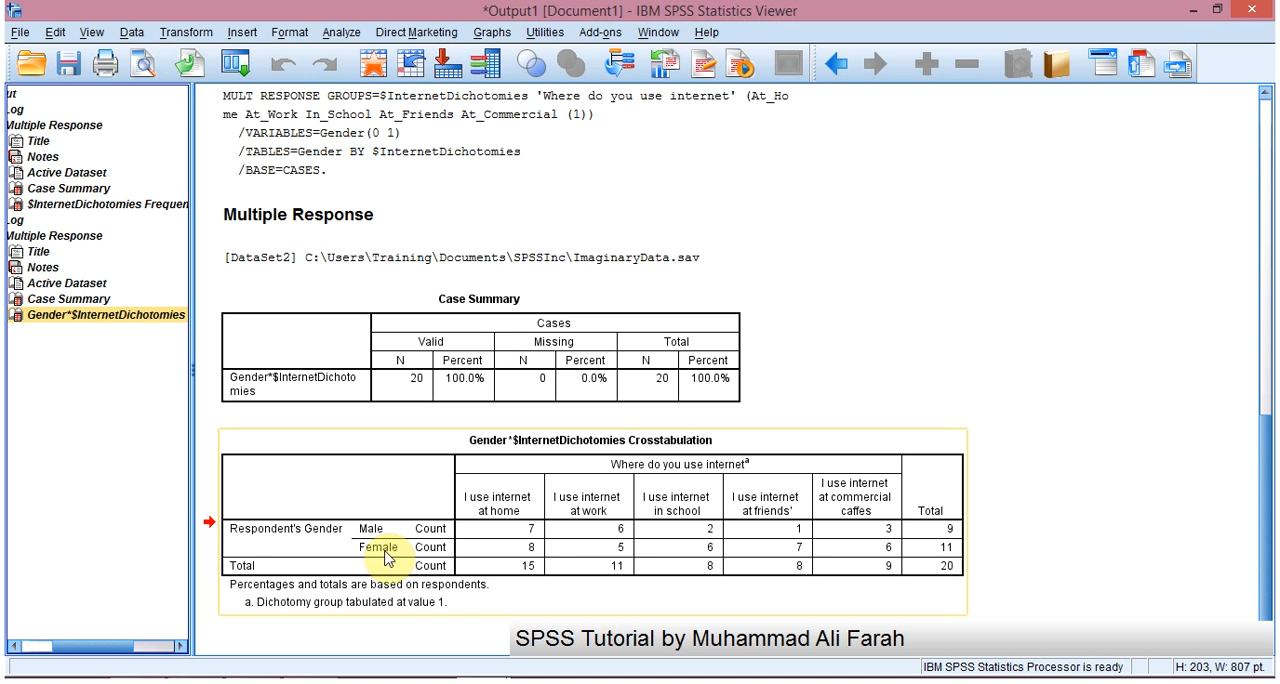 *Output1 [Document1] - IBM SPSS Statistics Viewer
File Edit View Data Transform Insert Format Analyze Direct Marketing Graphs Utilities Add-ons Window Help
ut
Log
Multiple Response
Title
Notes
Active Dataset
Case Summary
$InternetDichotomies Frequen
Log
Multiple Response
Title
Notes
Active Dataset
Case Summary
Gender*$InternetDichotomies
MULT RESPONSE GROUPS=$InternetDichotomies 'Where do you use internet' (At_Ho
me At_Work In_School At_Friends At_Commercial (1))
/VARIABLES=Gender(0 1)
/TABLES=Gender BY $InternetDichotomies
/BASE=CASES.
Multiple Response
[DataSet2] C:\Users\Training\Documents\SPSSInc\ImaginaryData.sav
Case Summary
Cases
Valid Missing Total
N Percent N Percent N Percent
Gender*$InternetDichoto 20 100.0% 0 0.0% 20 100.0%
mies
Gender*$InternetDichotomies Crosstabulation
Where do you use internetᵃ
I use internet at home I use internet at work I use internet in school I use internet at friends' I use internet at commercial caffes Total
Respondent's Gender Male Count 7 6 2 1 3 9
Female Count 8 5 6 7 6 11
Total Count 15 11 8 8 9 20
Percentages and totals are based on respondents.
a. Dichotomy group tabulated at value 1.
SPSS Tutorial by Muhammad Ali Farah
IBM SPSS Statistics Processor is ready H: 203, W: 807 pt.